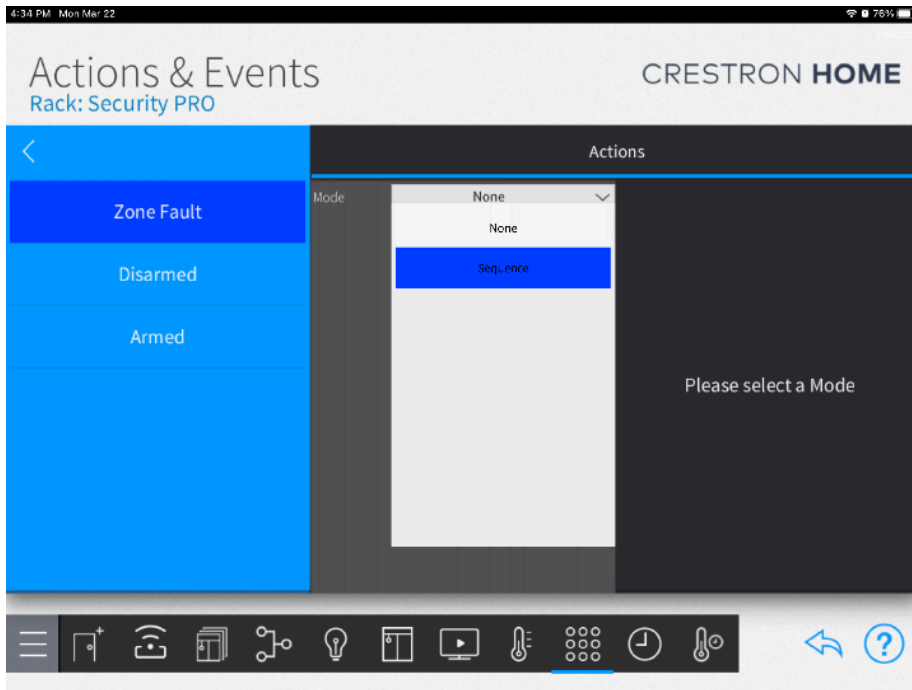 4:34 PM Mon Mar 22
76%
Actions & Events
CRESTRON HOME
Rack: Security PRO
Actions
Zone Fault
Disarmed
Armed
Mode
None
None
Sequence
Please select a Mode
?